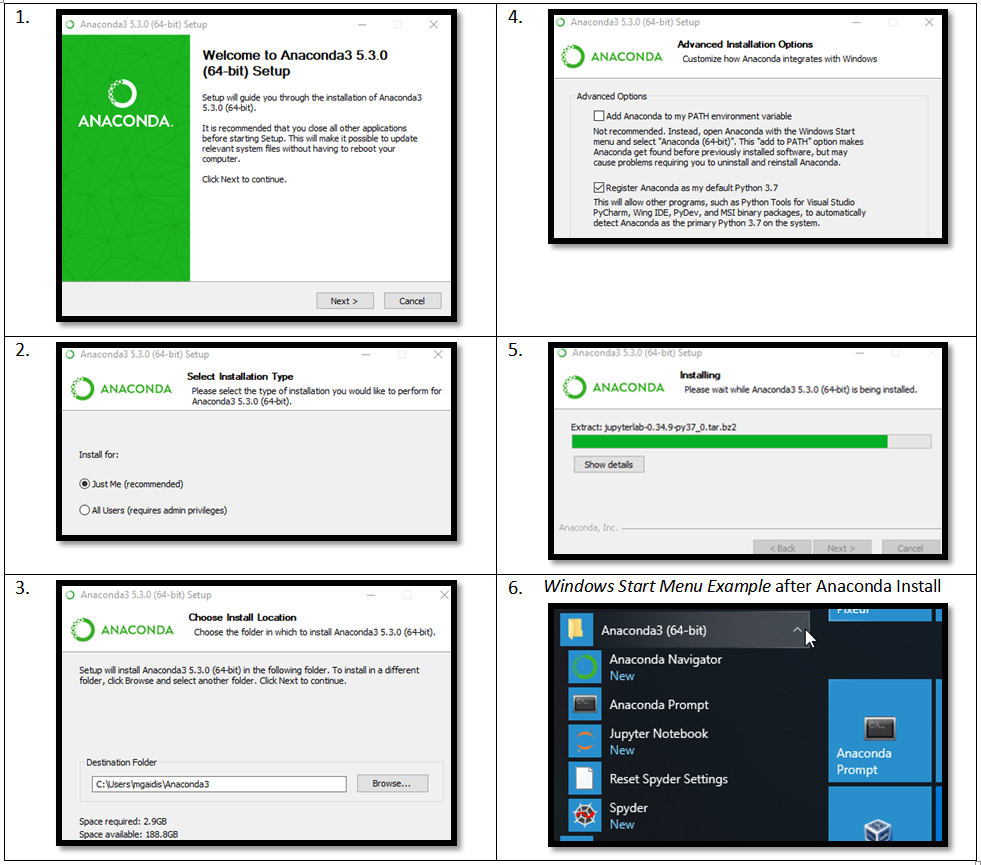 1.
Anaconda3 5.3.0 (64-bit) Setup
ANACONDA.
Welcome to Anaconda3 5.3.0
(64-bit) Setup
Setup will guide you through the installation of Anaconda3
5.3.0 (64-bit).
It is recommended that you close all other applications
before starting Setup. This will make it possible to update
relevant system files without having to reboot your
computer.
Click Next to continue.
Next >
Cancel
2.
Anaconda3 5.3.0 (64-bit) Setup
ANACONDA
Select Installation Type
Please select the type of installation you would like to perform for
Anaconda3 5.3.0 (64-bit).
Install for:
Just Me (recommended)
All Users (requires admin privileges)
3.
Anaconda3 5.3.0 (64-bit) Setup
ANACONDA
Choose Install Location
Choose the folder in which to install Anaconda3 5.3.0 (64-bit).
Setup will install Anaconda3 5.3.0 (64-bit) in the following folder. To install in a different
folder, click Browse and select another folder. Click Next to continue.
Destination Folder
C:\Users\mgaidis\Anaconda3
Browse...
Space required: 2.9GB
Space available: 188.8GB
4.
Anaconda3 5.3.0 (64-bit) Setup
ANACONDA
Advanced Installation Options
Customize how Anaconda integrates with Windows
Advanced Options
Add Anaconda to my PATH environment variable
Not recommended. Instead, open Anaconda with the Windows Start
menu and select "Anaconda (64-bit)". This "add to PATH" option makes
Anaconda get found before previously installed software, but may
cause problems requiring you to uninstall and reinstall Anaconda.
Register Anaconda as my default Python 3.7
This will allow other programs, such as Python Tools for Visual Studio
PyCharm, Wing IDE, PyDev, and MSI binary packages, to automatically
detect Anaconda as the primary Python 3.7 on the system.
5.
Anaconda3 5.3.0 (64-bit) Setup
ANACONDA
Installing
Please wait while Anaconda3 5.3.0 (64-bit) is being installed.
Extract: jupyterlab-0.34.9-py37_0.tar.bz2
Show details
Anaconda, Inc.
< Back
Next >
Cancel
6. Windows Start Menu Example after Anaconda Install
Anaconda3 (64-bit)
Anaconda Navigator
New
Anaconda Prompt
Jupyter Notebook
New
Reset Spyder Settings
Spyder
New
Anaconda
Prompt